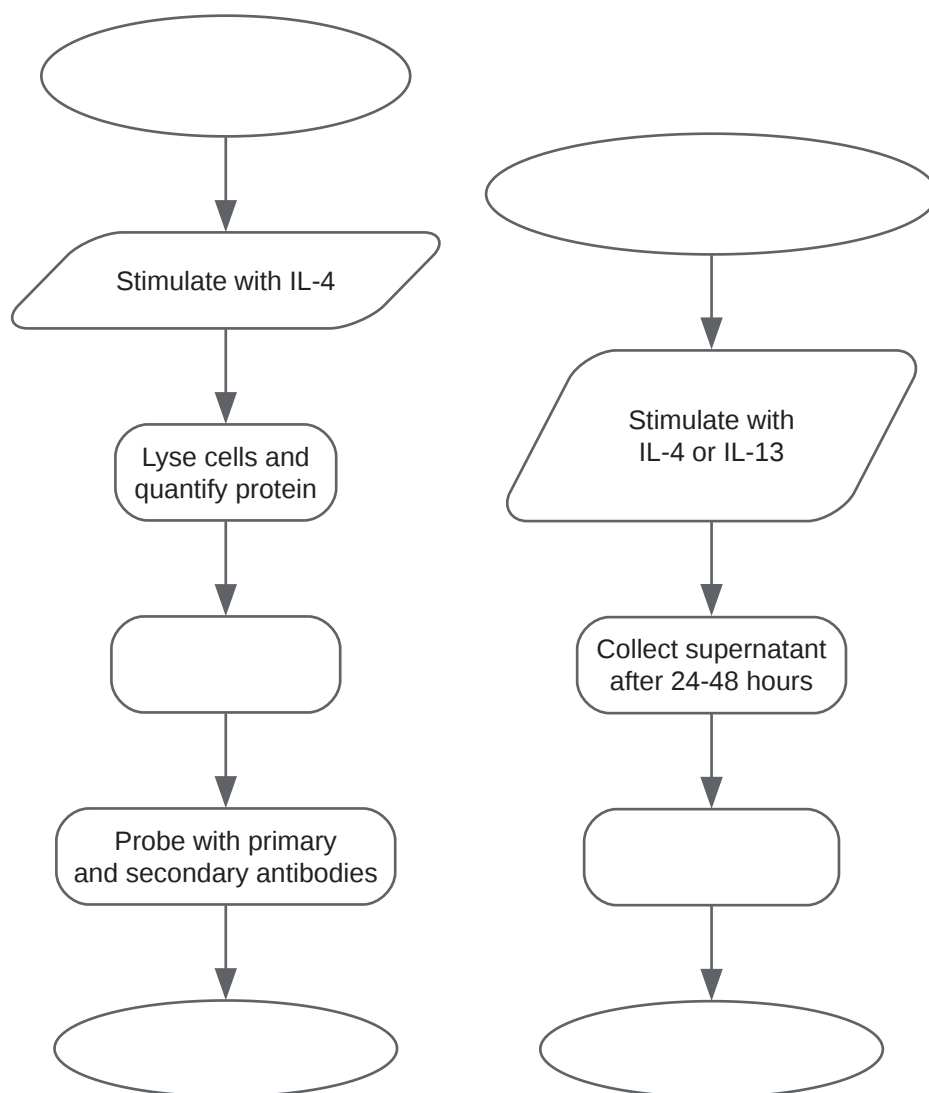 Stimulate with IL-4
Lyse cells and
quantify protein
Probe with primary
and secondary antibodies
Stimulate with
IL-4 or IL-13
Collect supernatant
after 24-48 hours